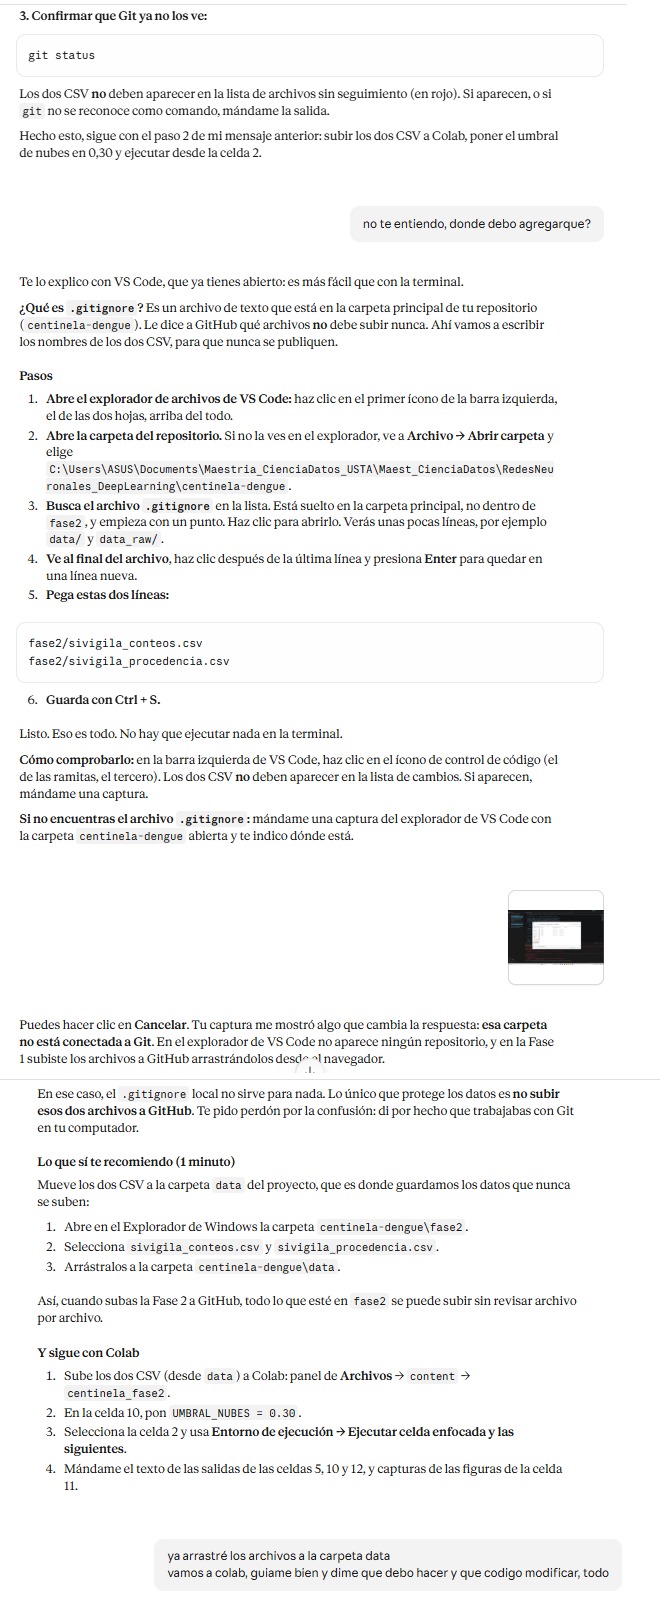 3. Confirmar que Git ya no los ve:
git status
Los dos CSV no deben aparecer en la lista de archivos sin seguimiento (en rojo). Si aparecen, o si
git no se reconoce como comando, mándame la salida.
Hecho esto, sigue con el paso 2 de mi mensaje anterior: subir los dos CSV a Colab, poner el umbral
de nubes en 0,30 y ejecutar desde la celda 2.
no te entiendo, donde debo agregarque?
Te lo explico con VS Code, que ya tienes abierto: es más fácil que con la terminal.
¿Qué es .gitignore? Es un archivo de texto que está en la carpeta principal de tu repositorio
(centinela-dengue). Le dice a GitHub qué archivos no debe subir nunca. Ahí vamos a escribir
los nombres de los dos CSV, para que nunca se publiquen.
Pasos
1. Abre el explorador de archivos de VS Code: haz clic en el primer ícono de la barra izquierda,
el de las dos hojas, arriba del todo.
2. Abre la carpeta del repositorio. Si no la ves en el explorador, ve a Archivo → Abrir carpeta y
elige
C:\Users\ASUS\Documents\Maestria_CienciaDatos_USTA\Maest_CienciaDatos\RedesNeu
ronales_DeepLearning\centinela-dengue.
3. Busca el archivo .gitignore en la lista. Está suelto en la carpeta principal, no dentro de
fase2, y empieza con un punto. Haz clic para abrirlo. Verás unas pocas líneas, por ejemplo
data/ y data_raw/.
4. Ve al final del archivo, haz clic después de la última línea y presiona Enter para quedar en
una línea nueva.
5. Pega estas dos líneas:
fase2/sivigila_conteos.csv
fase2/sivigila_procedencia.csv
6. Guarda con Ctrl + S.
Listo. Eso es todo. No hay que ejecutar nada en la terminal.
Cómo comprobarlo: en la barra izquierda de VS Code, haz clic en el ícono de control de código (el
de las ramitas, el tercero). Los dos CSV no deben aparecer en la lista de cambios. Si aparecen,
mándame una captura.
Si no encuentras el archivo .gitignore: mándame una captura del explorador de VS Code con
la carpeta centinela-dengue abierta y te indico dónde está.
Puedes hacer clic en Cancelar. Tu captura me mostró algo que cambia la respuesta: esa carpeta
no está conectada a Git. En el explorador de VS Code no aparece ningún repositorio, y en la Fase
1 subiste los archivos a GitHub arrastrándolos desde el navegador.
En ese caso, el .gitignore local no sirve para nada. Lo único que protege los datos es no subir
esos dos archivos a GitHub. Te pido perdón por la confusión: di por hecho que trabajabas con Git
en tu computador.
Lo que sí te recomiendo (1 minuto)
Mueve los dos CSV a la carpeta data del proyecto, que es donde guardamos los datos que nunca
se suben:
1. Abre en el Explorador de Windows la carpeta centinela-dengue\fase2.
2. Selecciona sivigila_conteos.csv y sivigila_procedencia.csv.
3. Arrástralos a la carpeta centinela-dengue\data.
Así, cuando subas la Fase 2 a GitHub, todo lo que esté en fase2 se puede subir sin revisar archivo
por archivo.
Y sigue con Colab
1. Sube los dos CSV (desde data) a Colab: panel de Archivos → content →
centinela_fase2.
2. En la celda 10, pon UMBRAL_NUBES = 0.30.
3. Selecciona la celda 2 y usa Entorno de ejecución → Ejecutar celda enfocada y las
siguientes.
4. Mándame el texto de las salidas de las celdas 5, 10 y 12, y capturas de las figuras de la celda
11.
ya arrastré los archivos a la carpeta data
vamos a colab, guiame bien y dime que debo hacer y que codigo modificar, todo